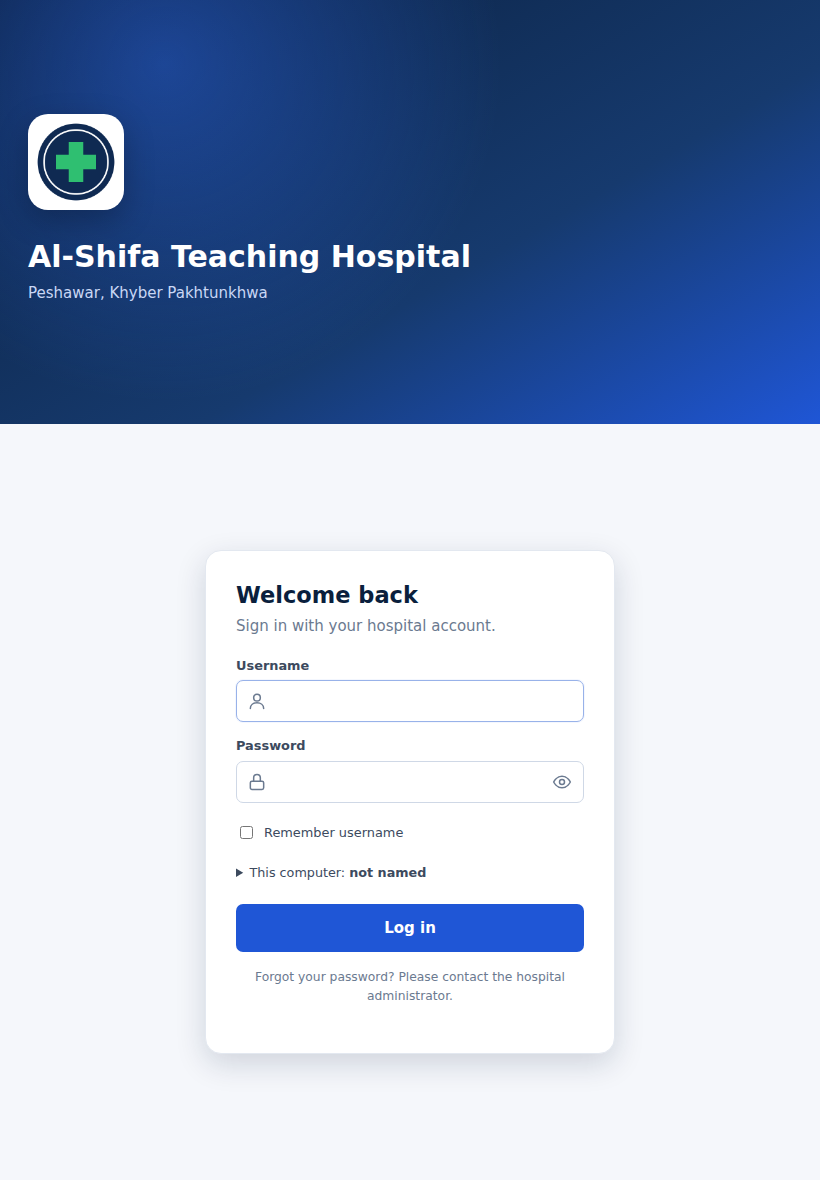 Al-Shifa Teaching Hospital
Peshawar, Khyber Pakhtunkhwa
Welcome back
Sign in with your hospital account.
Username
Password
Remember username
This computer: not named
Log in
Forgot your password? Please contact the hospital
administrator.